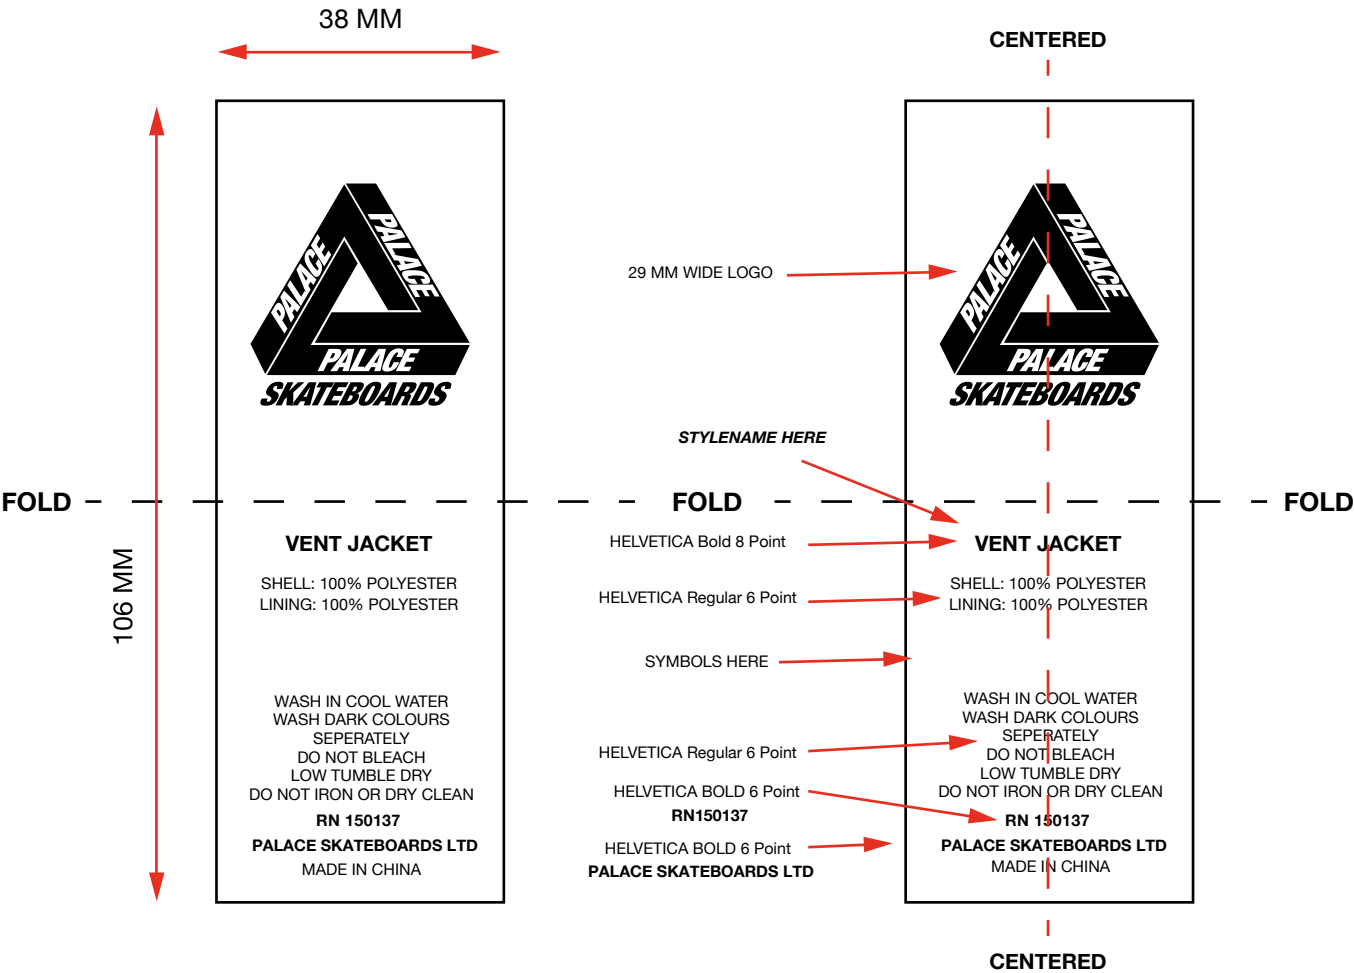 38 MM
CENTERED
PALACE
PALACE
PALACE
SKATEBOARDS
29 MM WIDE LOGO
PALACE
PALACE
PALACE
SKATEBOARDS
STYLENAME HERE
FOLD
FOLD
FOLD
106 MM
VENT JACKET
SHELL: 100% POLYESTER
LINING: 100% POLYESTER
WASH IN COOL WATER
WASH DARK COLOURS
SEPERATELY
DO NOT BLEACH
LOW TUMBLE DRY
DO NOT IRON OR DRY CLEAN
RN 150137
PALACE SKATEBOARDS LTD
MADE IN CHINA
HELVETICA Bold 8 Point
HELVETICA Regular 6 Point
SYMBOLS HERE
HELVETICA Regular 6 Point
HELVETICA BOLD 6 Point
RN150137
HELVETICA BOLD 6 Point
PALACE SKATEBOARDS LTD
VENT JACKET
SHELL: 100% POLYESTER
LINING: 100% POLYESTER
WASH IN COOL WATER
WASH DARK COLOURS
SEPERATELY
DO NOT BLEACH
LOW TUMBLE DRY
DO NOT IRON OR DRY CLEAN
RN 150137
PALACE SKATEBOARDS LTD
MADE IN CHINA
CENTERED